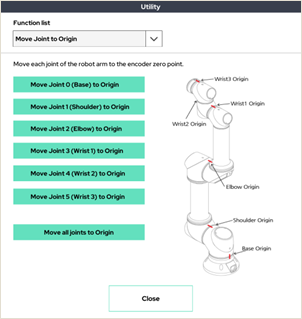 Utility
Function list
Move Joint to Origin
Move each joint of the robot arm to the encoder zero point.
Move Joint 0 (Base) to Origin
Move Joint 1 (Shoulder) to Origin
Move Joint 2 (Elbow) to Origin
Move Joint 3 (Wrist 1) to Origin
Move Joint 4 (Wrist 2) to Origin
Move Joint 5 (Wrist 3) to Origin
Move all joints to Origin
Wrist3 Origin
Wrist1 Origin
Wrist2 Origin
Elbow Origin
Shoulder Origin
Base Origin
Close